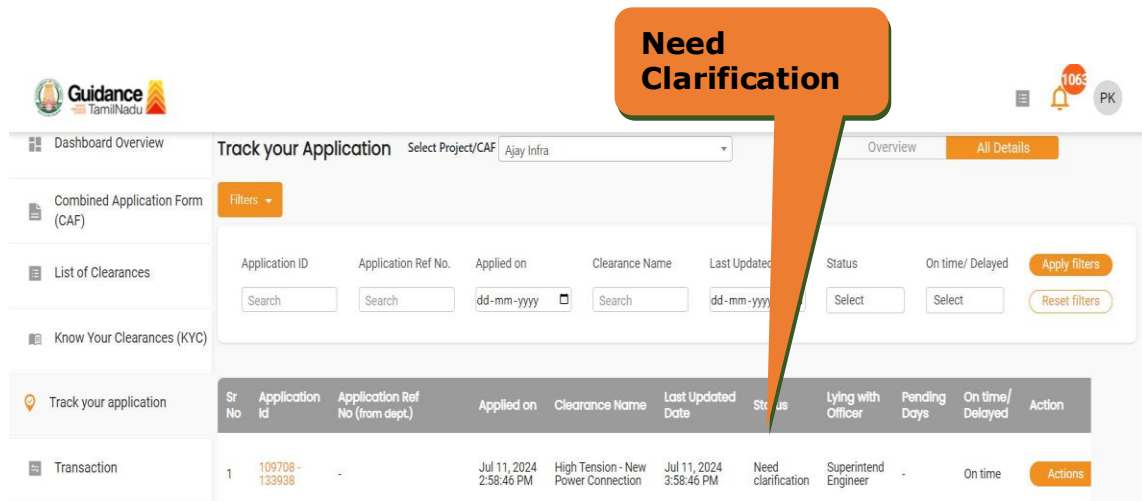 Need
Clarification
Guidance
TamilNadu
1063
PK
Dashboard Overview
Track your Application Select Project/CAF Ajay Infra Overview All Details
Combined Application Form
(CAF)
Filters
List of Clearances
Application ID Application Ref No. Applied on Clearance Name Last Updated Status On time/ Delayed Apply filters
Search Search dd-mm-yyyy Search dd-mm-yyyy Select Select Reset filters
Know Your Clearances (KYC)
Track your application
Sr
No Application
Id Application Ref
No (from dept.) Applied on Clearance Name Last Updated
Date Status Lying with
Officer Pending
Days On time/
Delayed Action
Transaction
1 109708 -
133938 - Jul 11, 2024
2:58:46 PM High Tension - New
Power Connection Jul 11, 2024
3:58:46 PM Need
clarification Superintend
Engineer - On time Actions